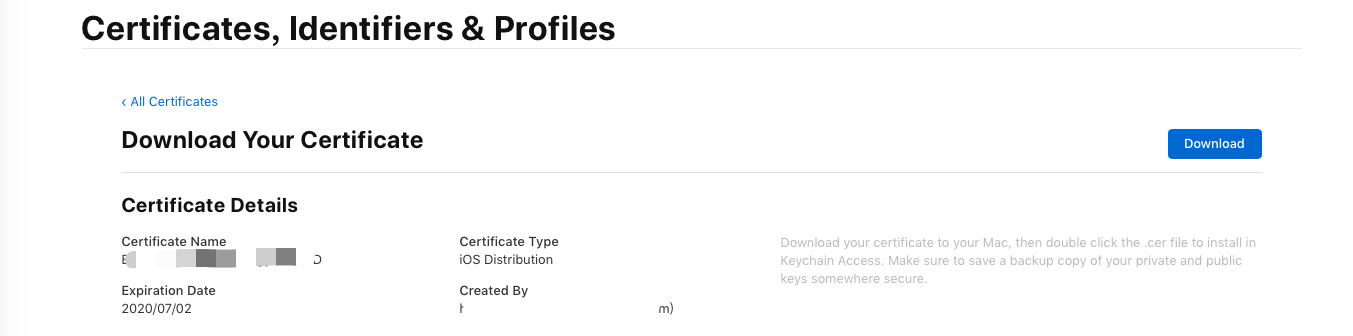 Certificates, Identifiers & Profiles
‹ All Certificates
Download Your Certificate
Download
Certificate Details
Certificate Name
Certificate Type
iOS Distribution
Expiration Date
2020/07/02
Created By
Download your certificate to your Mac, then double click the .cer file to install in
Keychain Access. Make sure to save a backup copy of your private and public
keys somewhere secure.